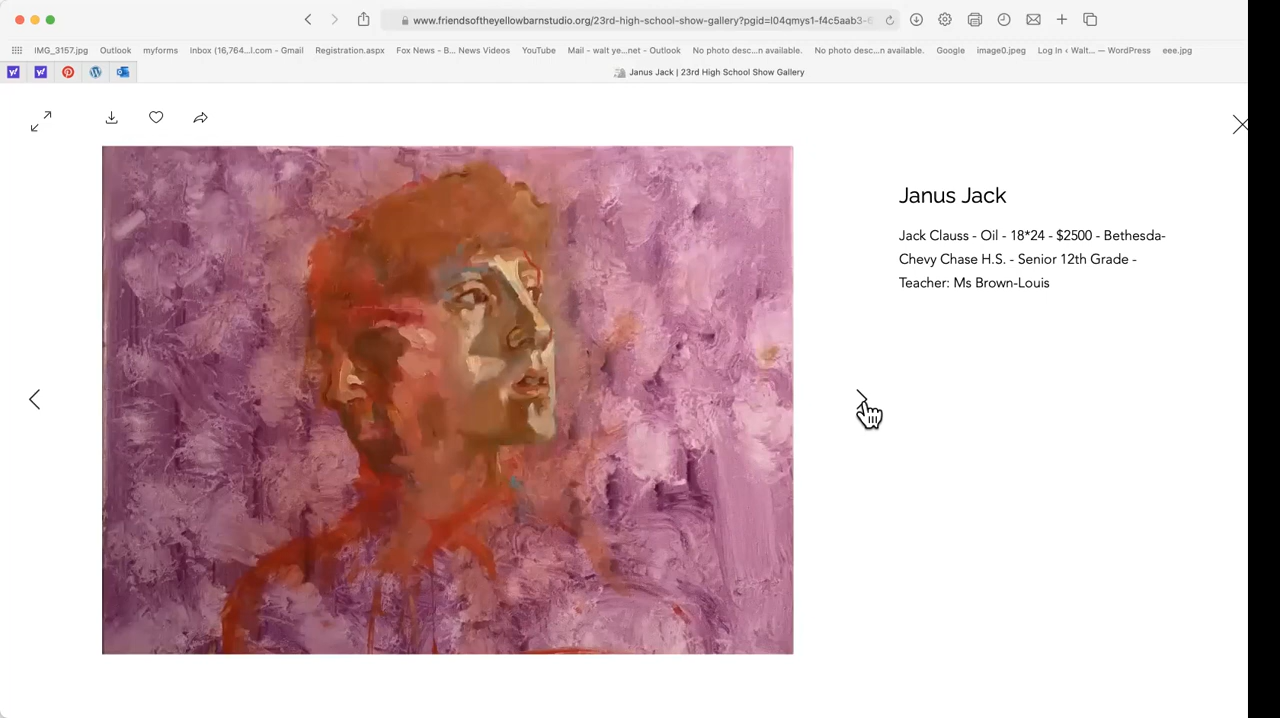 www.friendsoftheyellowbarnstudio.org/23rd-high-school-show-gallery?pgid=l04qmys1-f4c5aab3-
IMG_3157.jpg Outlook myforms Inbox (16,764...l.com - Gmail Registration.aspx Fox News - B... News Videos YouTube Mail - walt ye...net - Outlook No photo desc...n available. No photo desc...n available. Google image0.jpeg Log In ‹ Walt... — WordPress eee.jpg
Janus Jack | 23rd High School Show Gallery
Janus Jack
Jack Clauss - Oil - 18*24 - $2500 - Bethesda-
Chevy Chase H.S. - Senior 12th Grade -
Teacher: Ms Brown-Louis